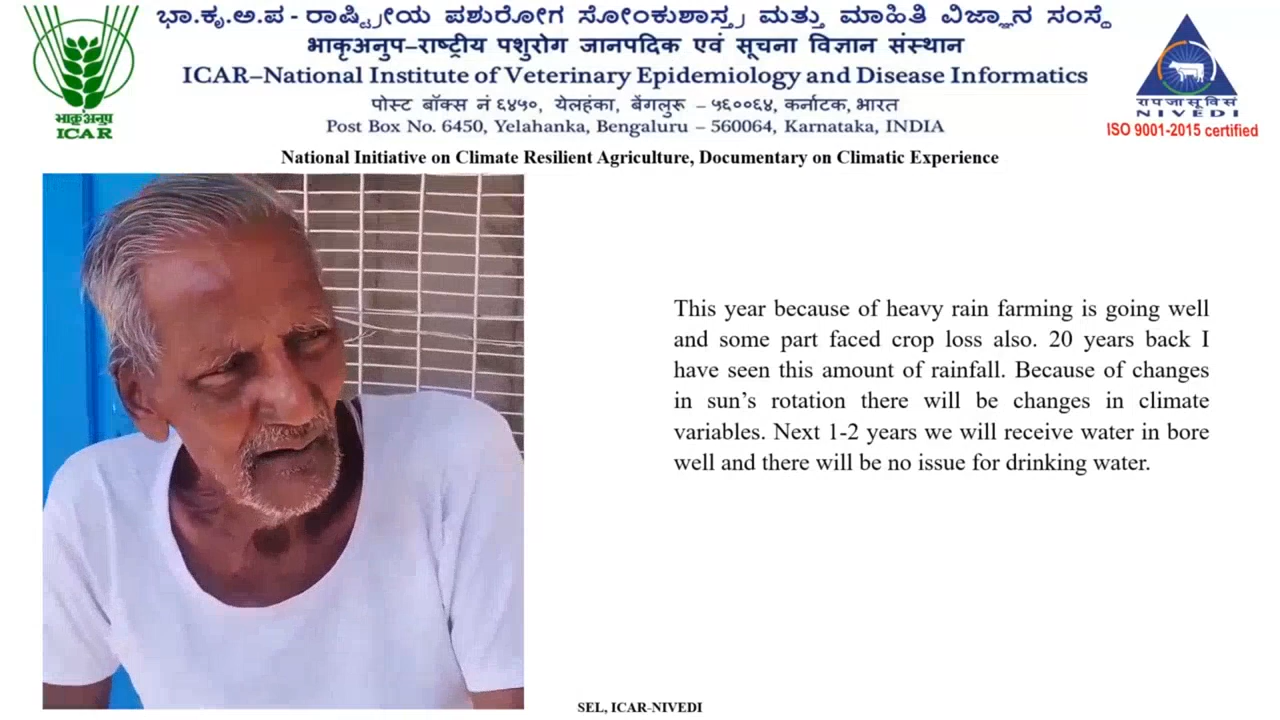 ಭಾ.ಕೃ.ಅ.ಪ - ರಾಷ್ಟ್ರೀಯ ಪಶುರೋಗ ಸೋಂಕುಶಾಸ್ತ್ರ ಮತ್ತು ಮಾಹಿತಿ ವಿಜ್ಞಾನ ಸಂಸ್ಥೆ
भाकृअनुप–राष्ट्रीय पशुरोग जानपदिक एवं सूचना विज्ञान संस्थान
ICAR–National Institute of Veterinary Epidemiology and Disease Informatics
पोस्ट बॉक्स नं ६४५०, येलहंका, बेंगलुरू – ५६००६४, कर्नाटक, भारत
Post Box No. 6450, Yelahanka, Bengaluru – 560064, Karnataka, INDIA
भाकृअनुप
ICAR
रा प जा सू वि सं
NIVEDI
ISO 9001-2015 certified
National Initiative on Climate Resilient Agriculture, Documentary on Climatic Experience
This year because of heavy rain farming is going well
and some part faced crop loss also. 20 years back I
have seen this amount of rainfall. Because of changes
in sun’s rotation there will be changes in climate
variables. Next 1-2 years we will receive water in bore
well and there will be no issue for drinking water.
SEL, ICAR-NIVEDI